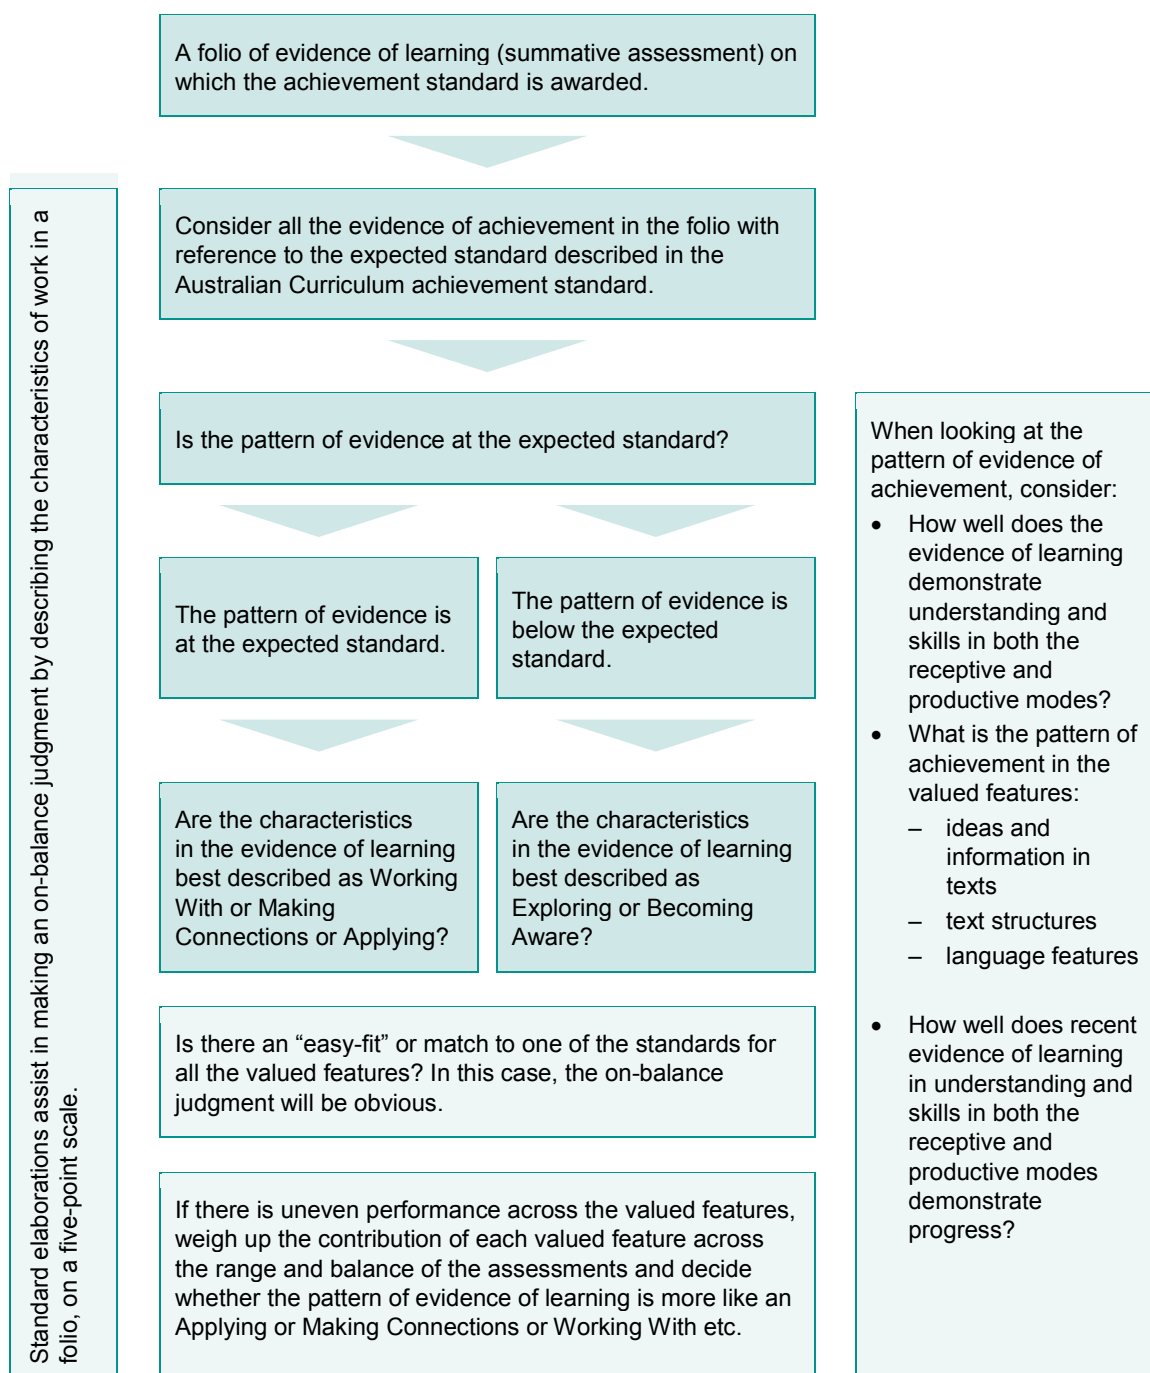 A folio of evidence of learning (summative assessment) on
which the achievement standard is awarded.
Standard elaborations assist in making an on-balance judgment by describing the characteristics of work in a
folio, on a five-point scale.
Consider all the evidence of achievement in the folio with
reference to the expected standard described in the
Australian Curriculum achievement standard.
Is the pattern of evidence at the expected standard?
The pattern of evidence is
at the expected standard.
The pattern of evidence is
below the expected
standard.
Are the characteristics
in the evidence of learning
best described as Working
With or Making
Connections or Applying?
Are the characteristics
in the evidence of learning
best described as
Exploring or Becoming
Aware?
Is there an “easy-fit” or match to one of the standards for
all the valued features? In this case, the on-balance
judgment will be obvious.
If there is uneven performance across the valued features,
weigh up the contribution of each valued feature across
the range and balance of the assessments and decide
whether the pattern of evidence of learning is more like an
Applying or Making Connections or Working With etc.
When looking at the
pattern of evidence of
achievement, consider:
• How well does the
evidence of learning
demonstrate
understanding and
skills in both the
receptive and
productive modes?
• What is the pattern of
achievement in the
valued features:
– ideas and
information in
texts
– text structures
– language features
• How well does recent
evidence of learning
in understanding and
skills in both the
receptive and
productive modes
demonstrate
progress?